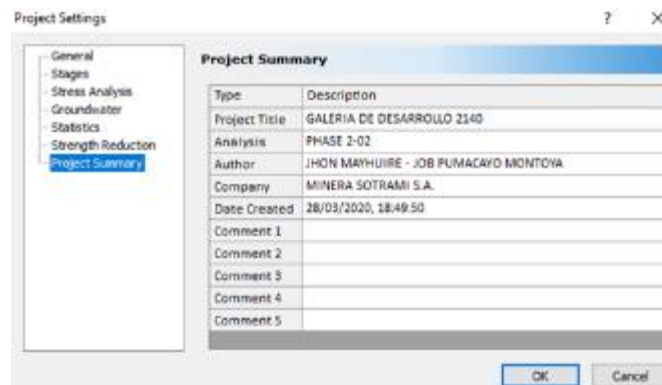 Project Settings ? X
General
Stages
Stress Analysis
Groundwater
Statistics
Strength Reduction
Project Summary
Project Summary
Type Description
Project Title GALERIA DE DESARROLLO 2140
Analysis PHASE 2-02
Author JHON MAYHUIRE - JOB PUMACAYO MONTOYA
Company MINERA SOTRAMI S.A.
Date Created 28/03/2020, 18:49:50
Comment 1
Comment 2
Comment 3
Comment 4
Comment 5
OK Cancel